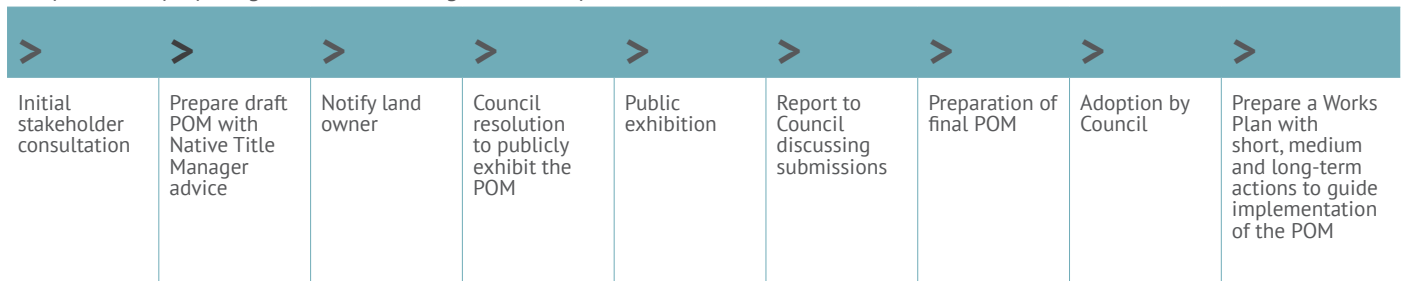 >
>
>
>
>
>
>
>
>
Initial
stakeholder
consultation
Prepare draft
POM with
Native Title
Manager
advice
Notify land
owner
Council
resolution
to publicly
exhibit the
POM
Public
exhibition
Report to
Council
discussing
submissions
Preparation of
final POM
Adoption by
Council
Prepare a Works
Plan with
short, medium
and long-term
actions to guide
implementation
of the POM